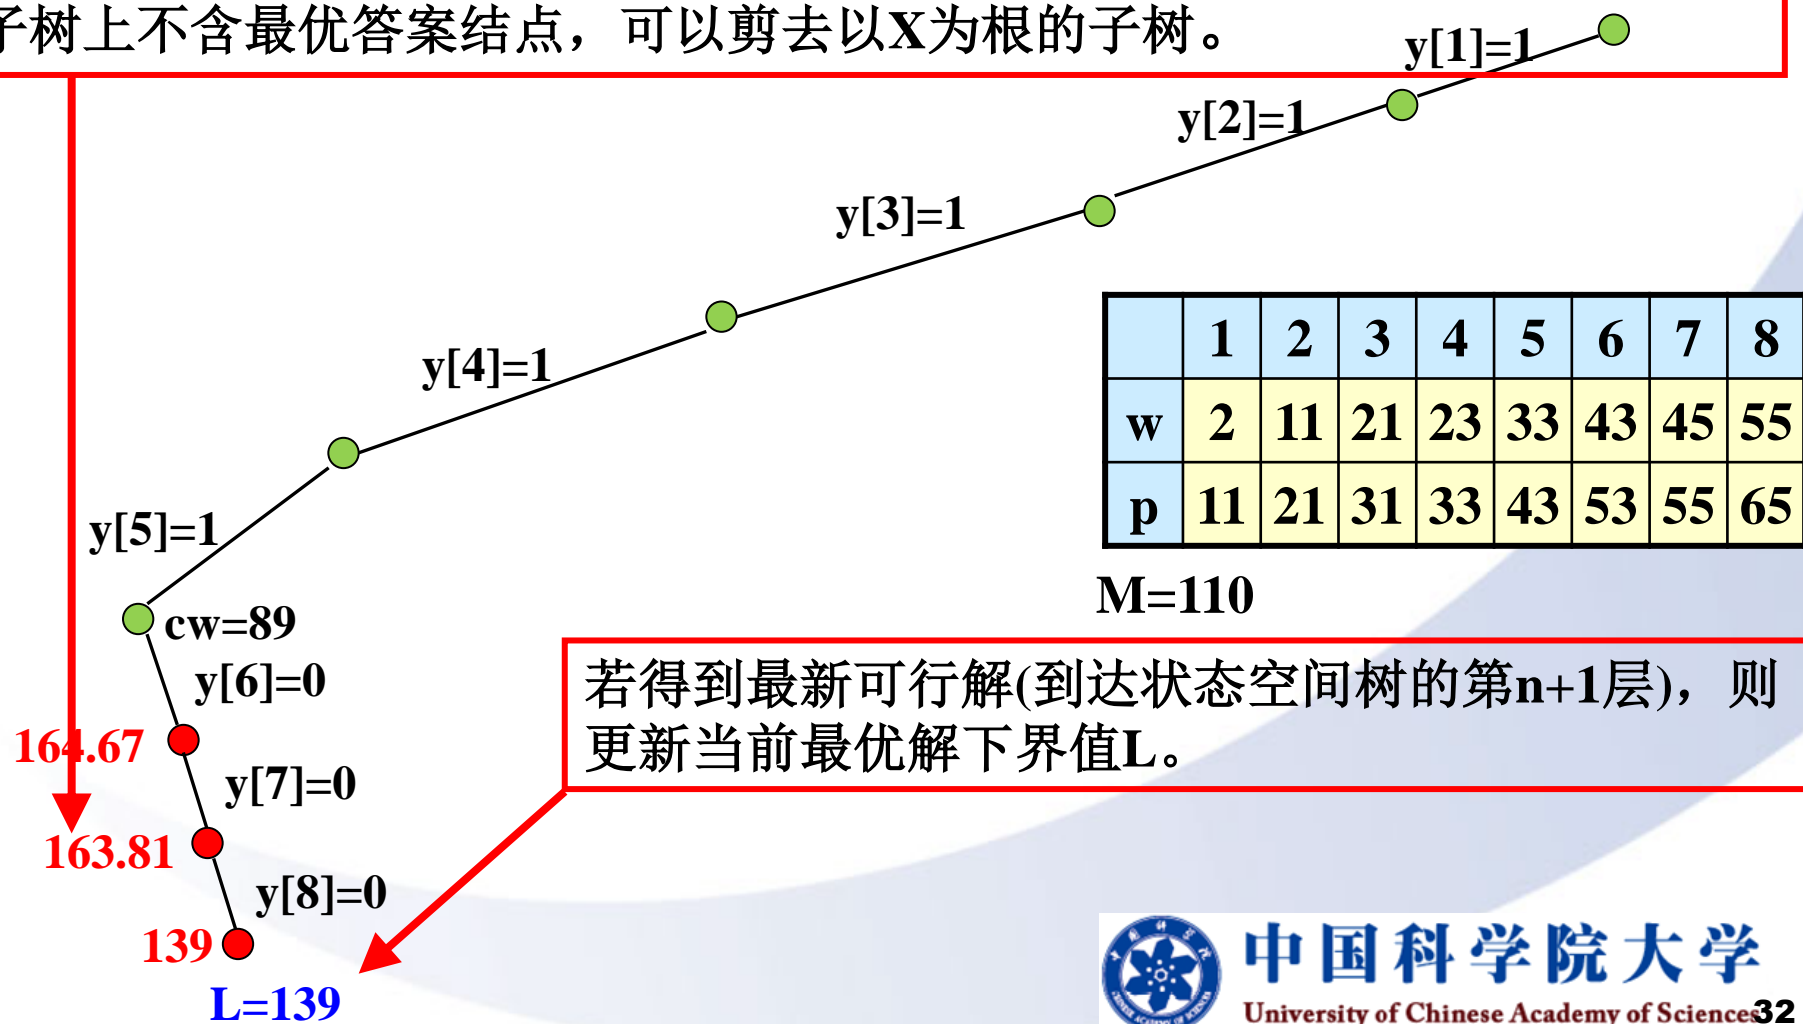 子树上不含最优答案结点，可以剪去以X为根的子树。
y[1]=1
y[2]=1
y[3]=1
y[4]=1
y[5]=1
1 2 3 4 5 6 7 8
w 2 11 21 23 33 43 45 55
p 11 21 31 33 43 53 55 65
M=110
cw=89
y[6]=0
若得到最新可行解(到达状态空间树的第n+1层)，则
更新当前最优解下界值L。
164.67
y[7]=0
163.81
y[8]=0
139
L=139
中国科学院大学
University of Chinese Academy of Sciences
32